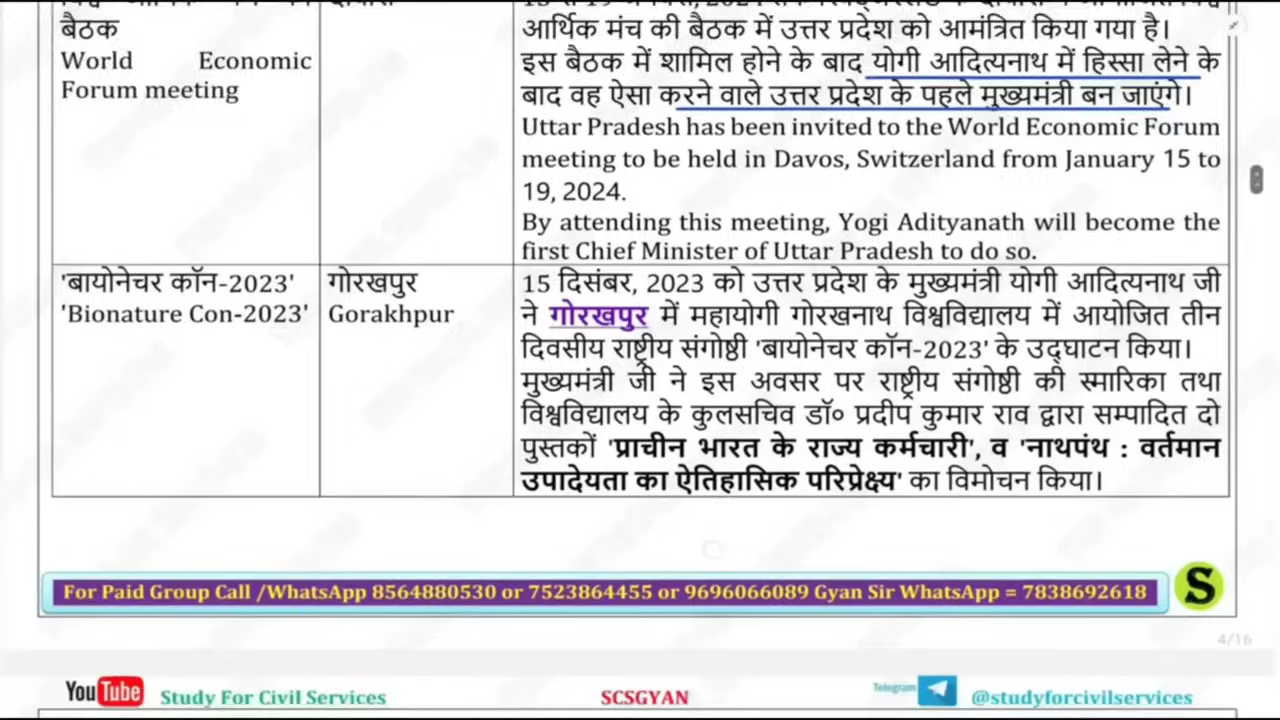 बैठक
World Economic
Forum meeting
आर्थिक मंच की बैठक में उत्तर प्रदेश को आमंत्रित किया गया है।
इस बैठक में शामिल होने के बाद योगी आदित्यनाथ में हिस्सा लेने के
बाद वह ऐसा करने वाले उत्तर प्रदेश के पहले मुख्यमंत्री बन जाएंगे।
Uttar Pradesh has been invited to the World Economic Forum
meeting to be held in Davos, Switzerland from January 15 to
19, 2024.
By attending this meeting, Yogi Adityanath will become the
first Chief Minister of Uttar Pradesh to do so.
'बायोनेचर कॉन-2023'
'Bionature Con-2023'
गोरखपुर
Gorakhpur
15 दिसंबर, 2023 को उत्तर प्रदेश के मुख्यमंत्री योगी आदित्यनाथ जी
ने गोरखपुर में महायोगी गोरखनाथ विश्वविद्यालय में आयोजित तीन
दिवसीय राष्ट्रीय संगोष्ठी 'बायोनेचर कॉन-2023' के उद्घाटन किया।
मुख्यमंत्री जी ने इस अवसर पर राष्ट्रीय संगोष्ठी की स्मारिका तथा
विश्वविद्यालय के कुलसचिव डॉ० प्रदीप कुमार राव द्वारा सम्पादित दो
पुस्तकों 'प्राचीन भारत के राज्य कर्मचारी', व 'नाथपंथ : वर्तमान
उपादेयता का ऐतिहासिक परिप्रेक्ष्य' का विमोचन किया।
For Paid Group Call /WhatsApp 8564880530 or 7523864455 or 9696066089 Gyan Sir WhatsApp = 7838692618
S
4/16
YouTube Study For Civil Services SCSGYAN Telegram @studyforcivilservices